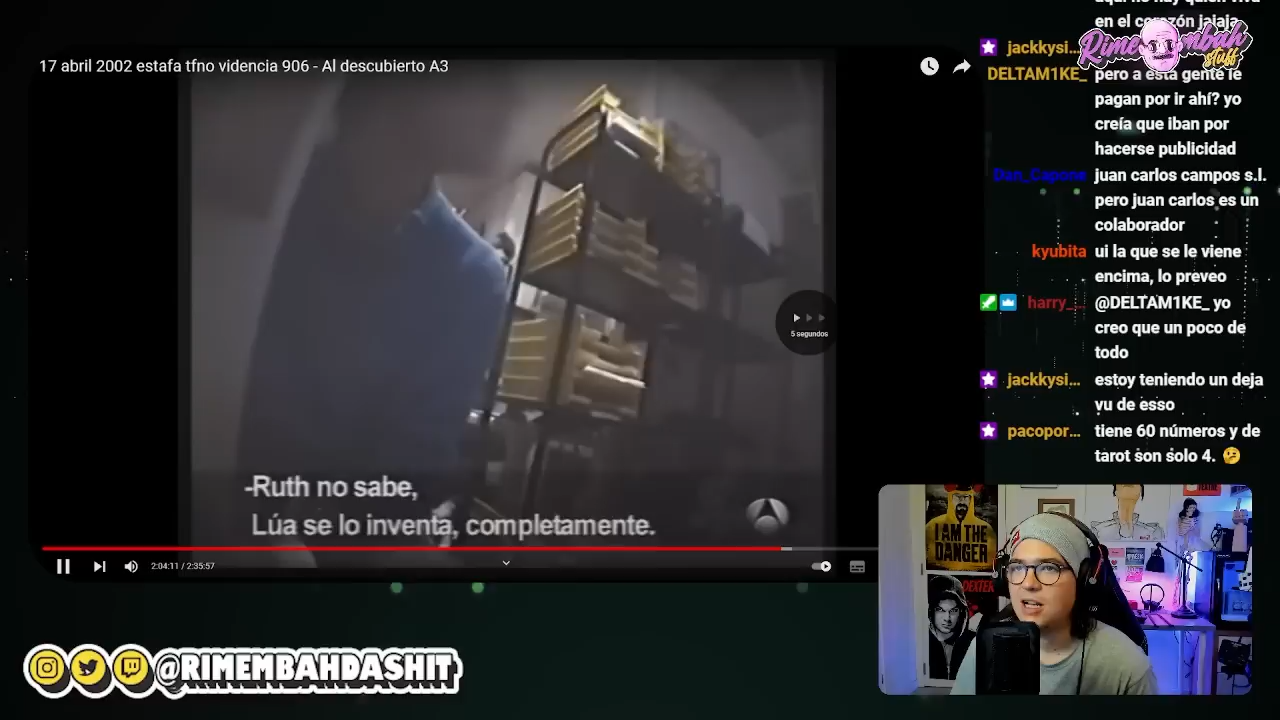 17 abril 2002 estafa tfno videncia 906 - Al descubierto A3
5 segundos
-Ruth no sabe,
Lúa se lo inventa, completamente.
2:04:11 / 2:35:57
@RIMEMBAHDASHIT
Rimembah
stuff
en el corazón jajaja
jackkysi...
DELTAM1KE_ pero a esta gente le
pagan por ir ahí? yo
creía que iban por
hacerse publicidad
Dan_Capone juan carlos campos s.l.
pero juan carlos es un
colaborador
kyubita ui la que se le viene
encima, lo preveo
harry_... @DELTAM1KE_ yo
creo que un poco de
todo
jackkysi... estoy teniendo un deja
vu de esso
pacopor... tiene 60 números y de
tarot son solo 4. 🤔
I AM THE
DANGER
DEXTER